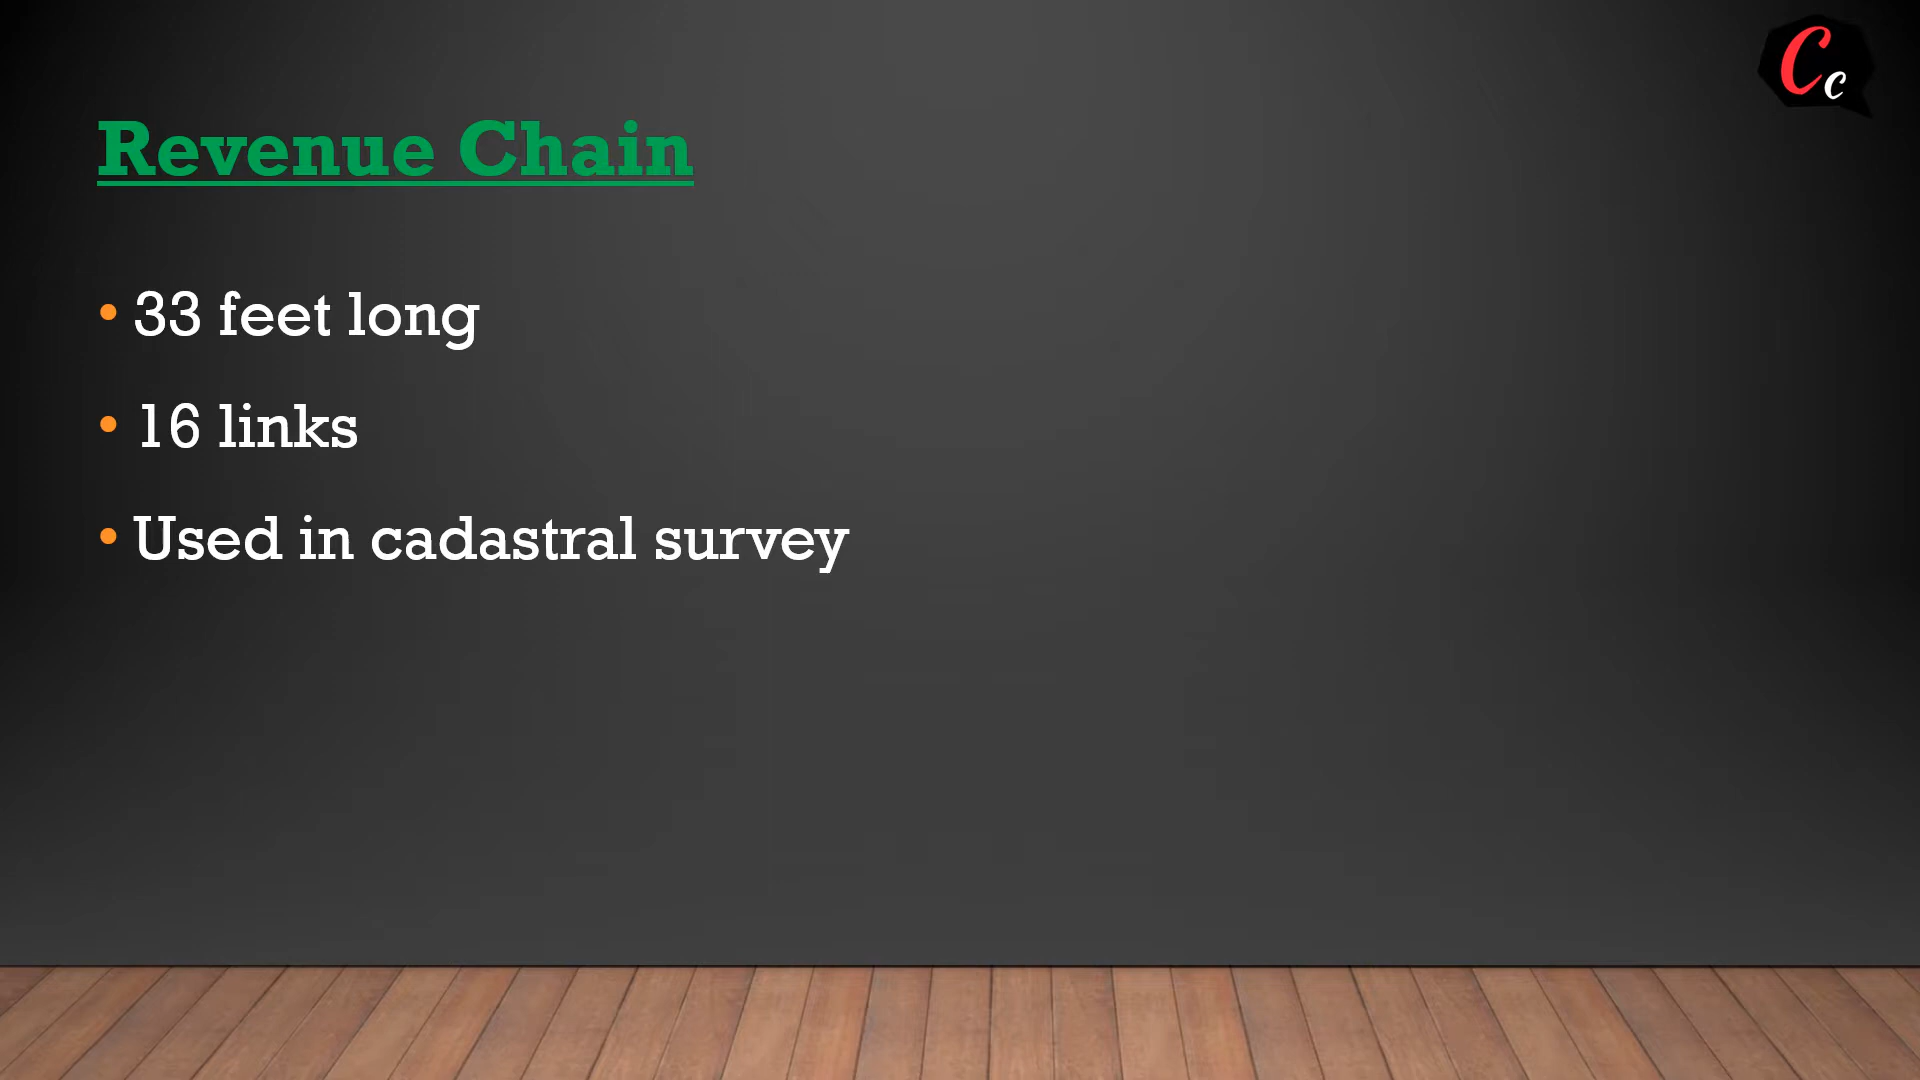 Cc
Revenue Chain
• 33 feet long
• 16 links
• Used in cadastral survey